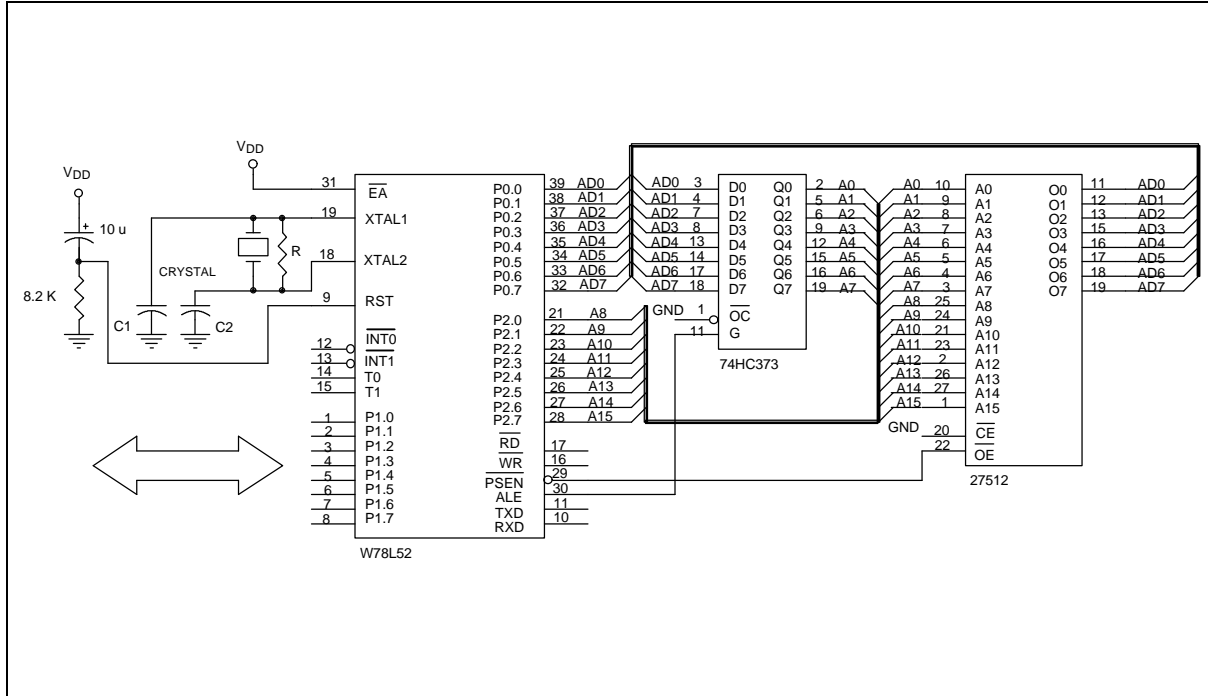 VDD
10 u
8.2 K
VDD
CRYSTAL
R
C1
C2
31 EA
19 XTAL1
18 XTAL2
9 RST
12 INT0
13 INT1
14 T0
15 T1
1 P1.0
2 P1.1
3 P1.2
4 P1.3
5 P1.4
6 P1.5
7 P1.6
8 P1.7
P0.0 39 AD0
P0.1 38 AD1
P0.2 37 AD2
P0.3 36 AD3
P0.4 35 AD4
P0.5 34 AD5
P0.6 33 AD6
P0.7 32 AD7
P2.0 21 A8
P2.1 22 A9
P2.2 23 A10
P2.3 24 A11
P2.4 25 A12
P2.5 26 A13
P2.6 27 A14
P2.7 28 A15
RD 17
WR 16
PSEN 29
ALE 30
TXD 11
RXD 10
W78L52
AD0 3 D0 Q0 2 A0
AD1 4 D1 Q1 5 A1
AD2 7 D2 Q2 6 A2
AD3 8 D3 Q3 9 A3
AD4 13 D4 Q4 12 A4
AD5 14 D5 Q5 15 A5
AD6 17 D6 Q6 16 A6
AD7 18 D7 Q7 19 A7
GND 1 OC
11 G
74HC373
A0 10 A0 O0 11 AD0
A1 9 A1 O1 12 AD1
A2 8 A2 O2 13 AD2
A3 7 A3 O3 15 AD3
A4 6 A4 O4 16 AD4
A5 5 A5 O5 17 AD5
A6 4 A6 O6 18 AD6
A7 3 A7 O7 19 AD7
A8 25 A8
A9 24 A9
A10 21 A10
A11 23 A11
A12 2 A12
A13 26 A13
A14 27 A14
A15 1 A15
GND 20 CE
22 OE
27512